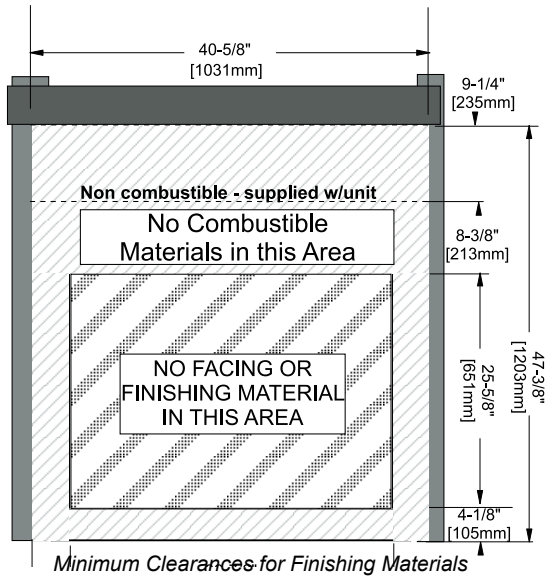 40-5/8"
[1031mm]
9-1/4"
[235mm]
Non combustible - supplied w/unit
No Combustible
Materials in this Area
8-3/8"
[213mm]
NO FACING OR
FINISHING MATERIAL
IN THIS AREA
25-5/8"
[651mm]
47-3/8"
[1203mm]
4-1/8"
[105mm]
Minimum Clearances for Finishing Materials